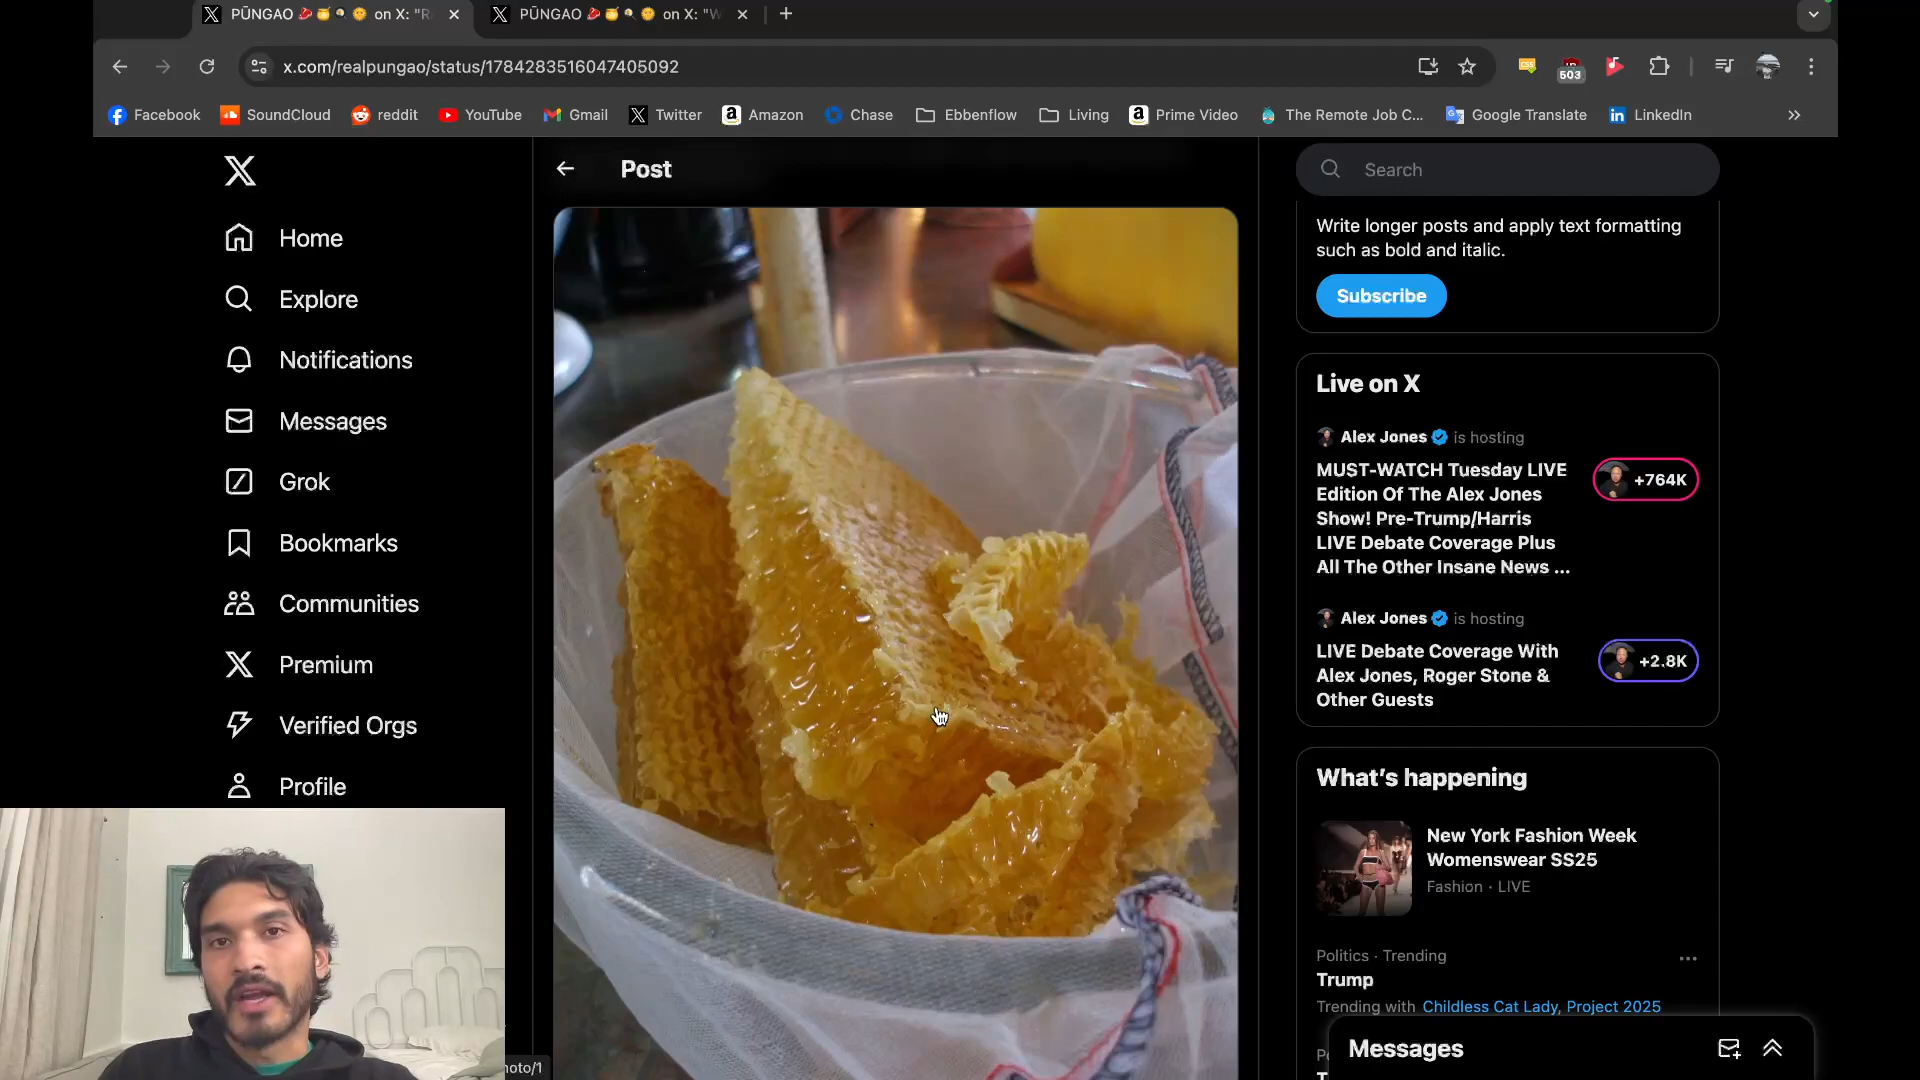 PŪNGAO 🥩🍯🍳🌞 on X: "R
PŪNGAO 🥩🍯🍳🌞 on X: "W
x.com/realpungao/status/1784283516047405092
503
Facebook
SoundCloud
reddit
YouTube
Gmail
Twitter
Amazon
Chase
Ebbenflow
Living
Prime Video
The Remote Job C...
Google Translate
LinkedIn
Home
Explore
Notifications
Messages
Grok
Bookmarks
Communities
Premium
Verified Orgs
Profile
Post
Search
Write longer posts and apply text formatting
such as bold and italic.
Subscribe
Live on X
Alex Jones is hosting
MUST-WATCH Tuesday LIVE
Edition Of The Alex Jones
Show! Pre-Trump/Harris
LIVE Debate Coverage Plus
All The Other Insane News ...
+764K
Alex Jones is hosting
LIVE Debate Coverage With
Alex Jones, Roger Stone &
Other Guests
+2.8K
What's happening
New York Fashion Week
Womenswear SS25
Fashion · LIVE
Politics · Trending
Trump
Trending with Childless Cat Lady, Project 2025
Messages
oto/1